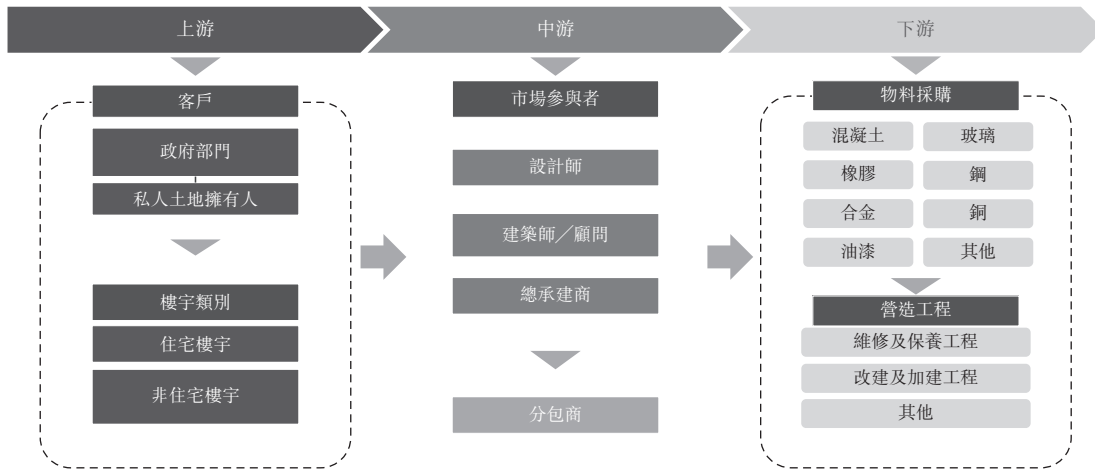 上游
中游
下游
客戶
政府部門
私人土地擁有人
樓宇類別
住宅樓宇
非住宅樓宇
市場參與者
設計師
建築師／顧問
總承建商
分包商
物料採購
混凝土
玻璃
橡膠
鋼
合金
銅
油漆
其他
營造工程
維修及保養工程
改建及加建工程
其他